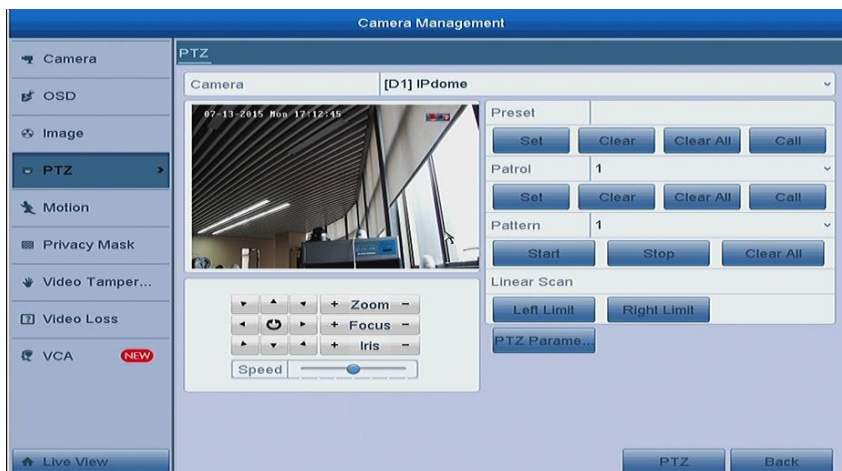 Camera Management
Camera
OSD
Image
PTZ
Motion
Privacy Mask
Video Tamper...
Video Loss
VCA NEW
Live View
PTZ
Camera [D1] IPdome
07-13-2015 Mon 17:12:45
Zoom
Focus
Iris
Speed
Preset
Set Clear Clear All Call
Patrol 1
Set Clear Clear All Call
Pattern 1
Start Stop Clear All
Linear Scan
Left Limit Right Limit
PTZ Parame...
PTZ Back